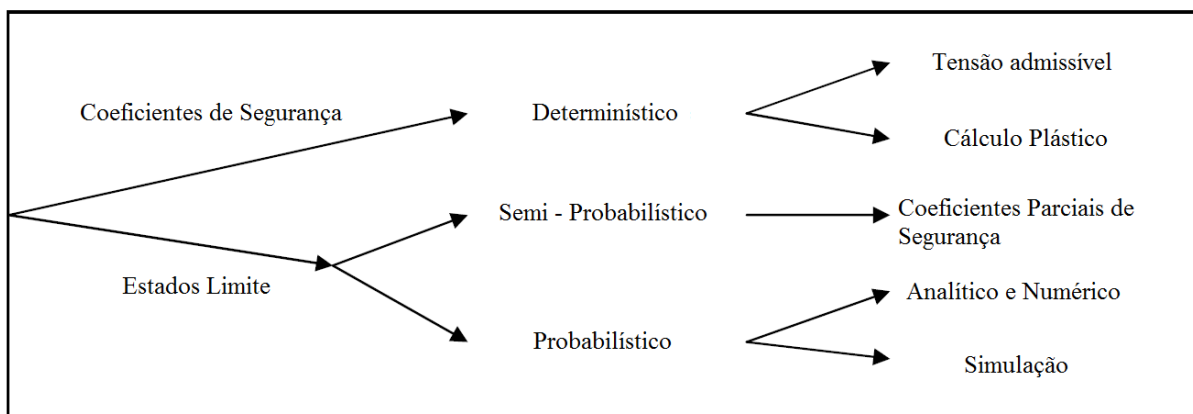 Tensão admissível
Coeficientes de Segurança
Determinístico
Cálculo Plástico
Semi - Probabilístico
Coeficientes Parciais de
Segurança
Estados Limite
Analítico e Numérico
Probabilístico
Simulação